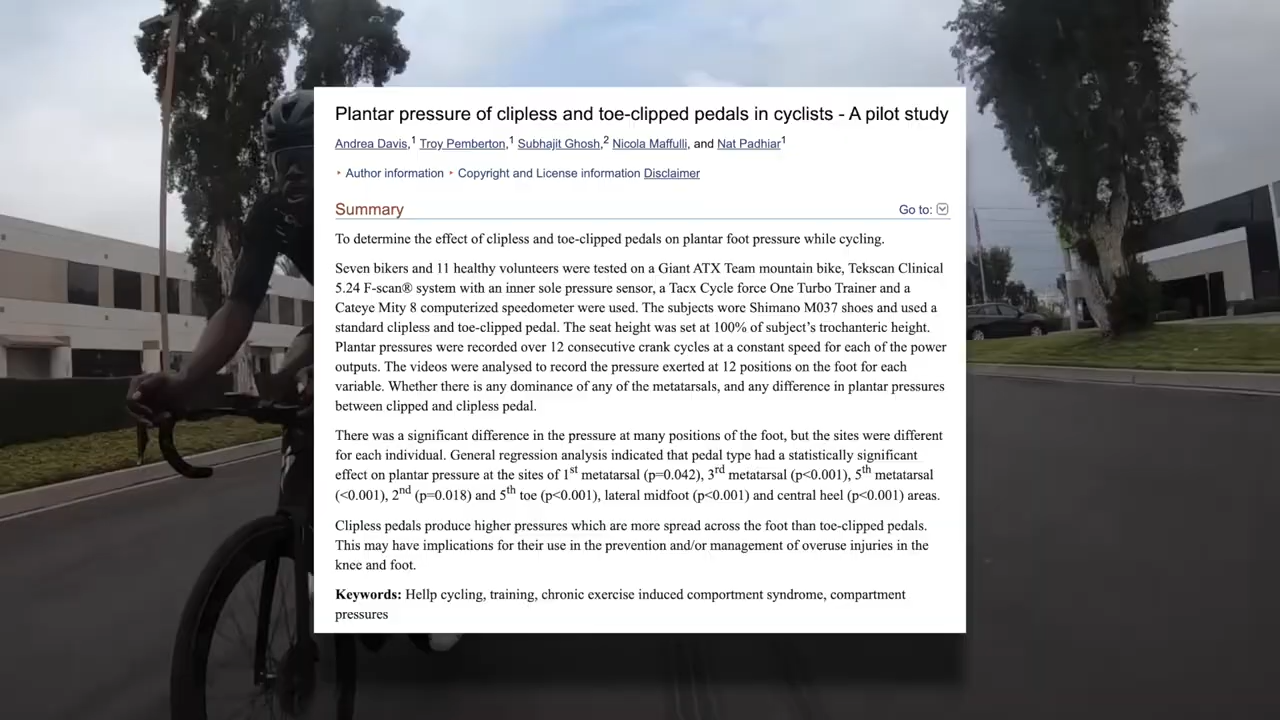 Plantar pressure of clipless and toe-clipped pedals in cyclists - A pilot study
Andrea Davis,1 Troy Pemberton,1 Subhajit Ghosh,2 Nicola Maffulli, and Nat Padhiar1
Author information Copyright and License information Disclaimer
Summary Go to:
To determine the effect of clipless and toe-clipped pedals on plantar foot pressure while cycling.
Seven bikers and 11 healthy volunteers were tested on a Giant ATX Team mountain bike, Tekscan Clinical
5.24 F-scan® system with an inner sole pressure sensor, a Tacx Cycle force One Turbo Trainer and a
Cateye Mity 8 computerized speedometer were used. The subjects wore Shimano M037 shoes and used a
standard clipless and toe-clipped pedal. The seat height was set at 100% of subject's trochanteric height.
Plantar pressures were recorded over 12 consecutive crank cycles at a constant speed for each of the power
outputs. The videos were analysed to record the pressure exerted at 12 positions on the foot for each
variable. Whether there is any dominance of any of the metatarsals, and any difference in plantar pressures
between clipped and clipless pedal.
There was a significant difference in the pressure at many positions of the foot, but the sites were different
for each individual. General regression analysis indicated that pedal type had a statistically significant
effect on plantar pressure at the sites of 1st metatarsal (p=0.042), 3rd metatarsal (p<0.001), 5th metatarsal
(<0.001), 2nd (p=0.018) and 5th toe (p<0.001), lateral midfoot (p<0.001) and central heel (p<0.001) areas.
Clipless pedals produce higher pressures which are more spread across the foot than toe-clipped pedals.
This may have implications for their use in the prevention and/or management of overuse injuries in the
knee and foot.
Keywords: Hellp cycling, training, chronic exercise induced comportment syndrome, compartment
pressures